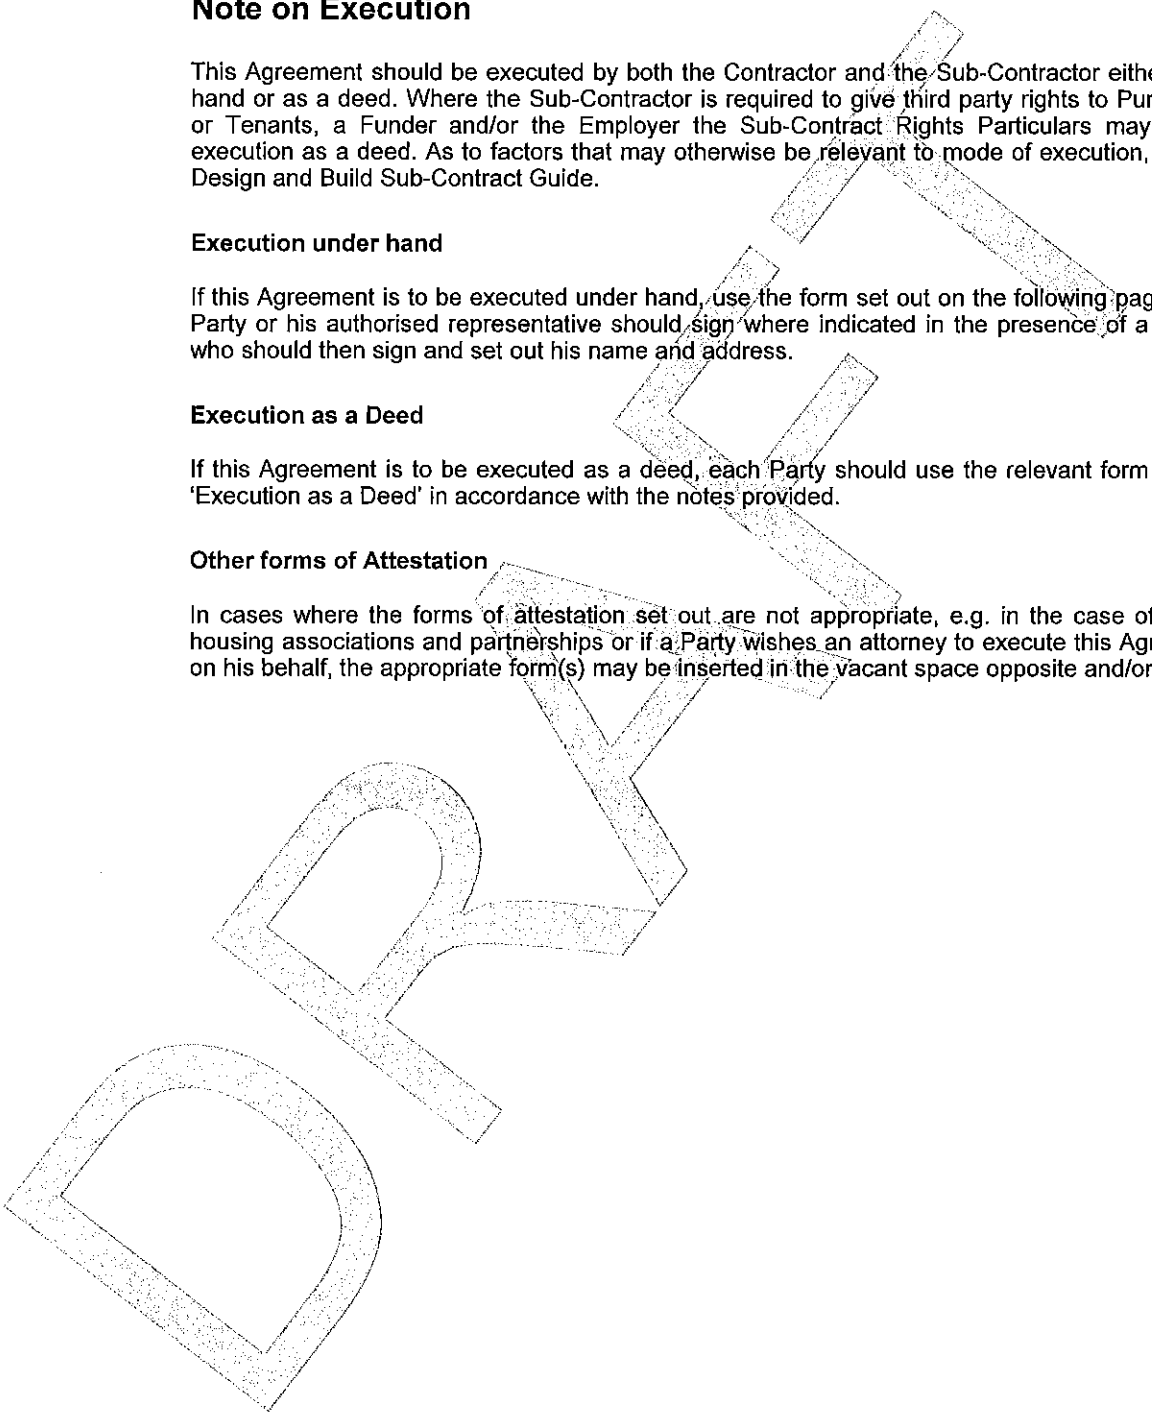 Note on Execution
This Agreement should be executed by both the Contractor and the Sub-Contractor eithe
hand or as a deed. Where the Sub-Contractor is required to give third party rights to Pur
or Tenants, a Funder and/or the Employer the Sub-Contract Rights Particulars may
execution as a deed. As to factors that may otherwise be relevant to mode of execution,
Design and Build Sub-Contract Guide.
Execution under hand
If this Agreement is to be executed under hand, use the form set out on the following pag
Party or his authorised representative should sign where indicated in the presence of a
who should then sign and set out his name and address.
Execution as a Deed
If this Agreement is to be executed as a deed, each Party should use the relevant form
'Execution as a Deed' in accordance with the notes provided.
Other forms of Attestation
In cases where the forms of attestation set out are not appropriate, e.g. in the case of
housing associations and partnerships or if a Party wishes an attorney to execute this Agr
on his behalf, the appropriate form(s) may be inserted in the vacant space opposite and/or
DRAFT